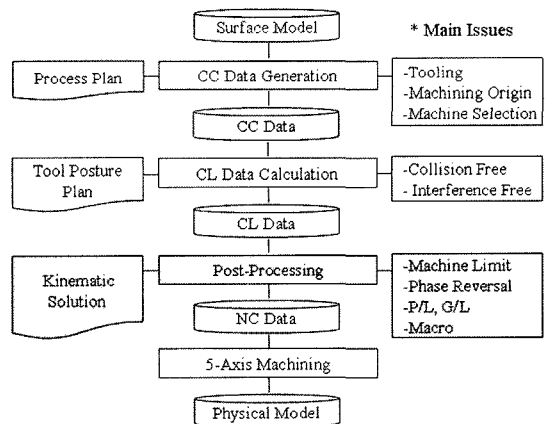 Surface Model
* Main Issues
Process Plan
CC Data Generation
-Tooling
-Machining Origin
-Machine Selection
CC Data
Tool Posture
Plan
CL Data Calculation
-Collision Free
- Interference Free
CL Data
Kinematic
Solution
Post-Processing
-Machine Limit
-Phase Reversal
-P/L, G/L
-Macro
NC Data
5-Axis Machining
Physical Model